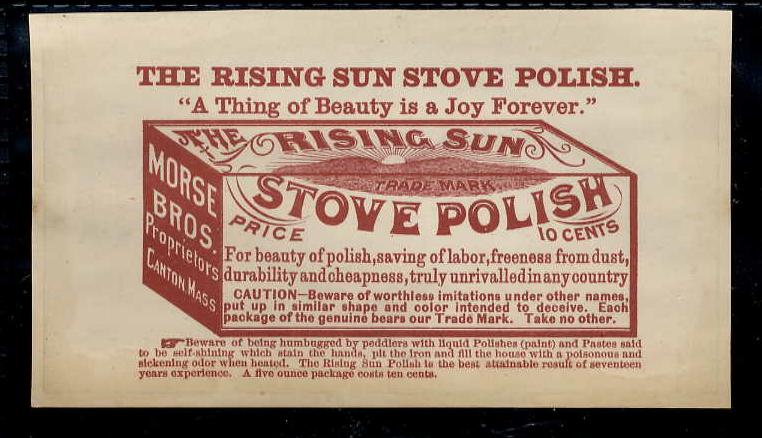 THE RISING SUN STOVE POLISH.
“A Thing of Beauty is a Joy Forever.”
THE RISING SUN
TRADE MARK
STOVE POLISH
PRICE 10 CENTS
MORSE
BROS.
Proprietors
CANTON MASS
For beauty of polish, saving of labor, freeness from dust,
durability and cheapness, truly unrivalled in any country
CAUTION—Beware of worthless imitations under other names,
put up in similar shape and color intended to deceive. Each
package of the genuine bears our Trade Mark. Take no other.
☛Beware of being humbugged by peddlers with liquid Polishes (paint) and Pastes said
to be self-shining which stain the hands, pit the iron and fill the house with a poisonous and
sickening odor when heated. The Rising Sun Polish is the best attainable result of seventeen
years experience. A five ounce package costs ten cents.